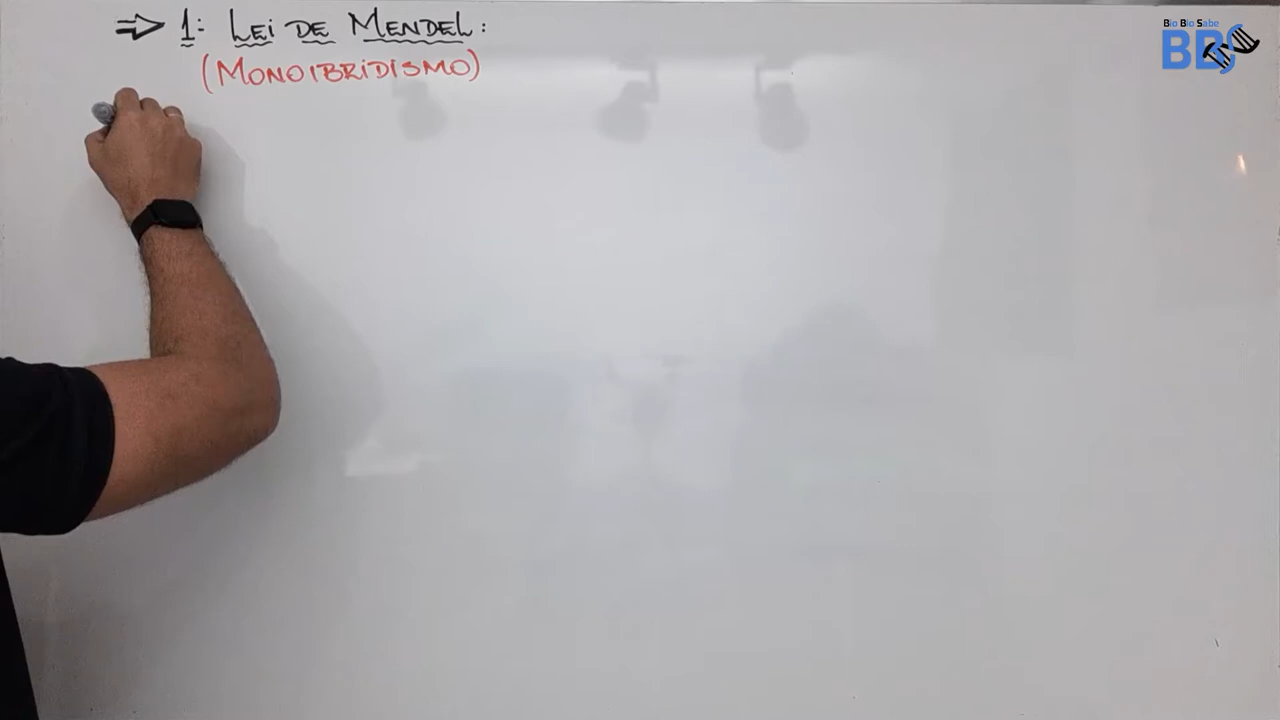 ⇒ 1: Lei de Mendel:
(Monoibridismo)
Bio Bio Sabe
BBS